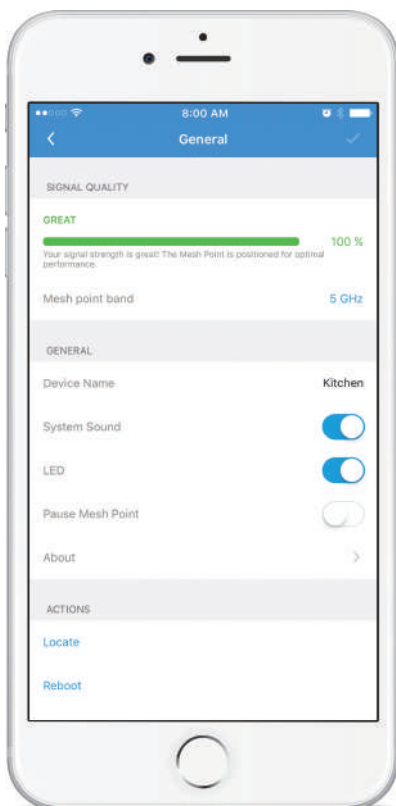 8:00 AM
General
SIGNAL QUALITY
GREAT
100 %
Your signal strength is great! The Mesh Point is positioned for optimal
performance.
Mesh point band 5 GHz
GENERAL
Device Name Kitchen
System Sound
LED
Pause Mesh Point
About
ACTIONS
Locate
Reboot